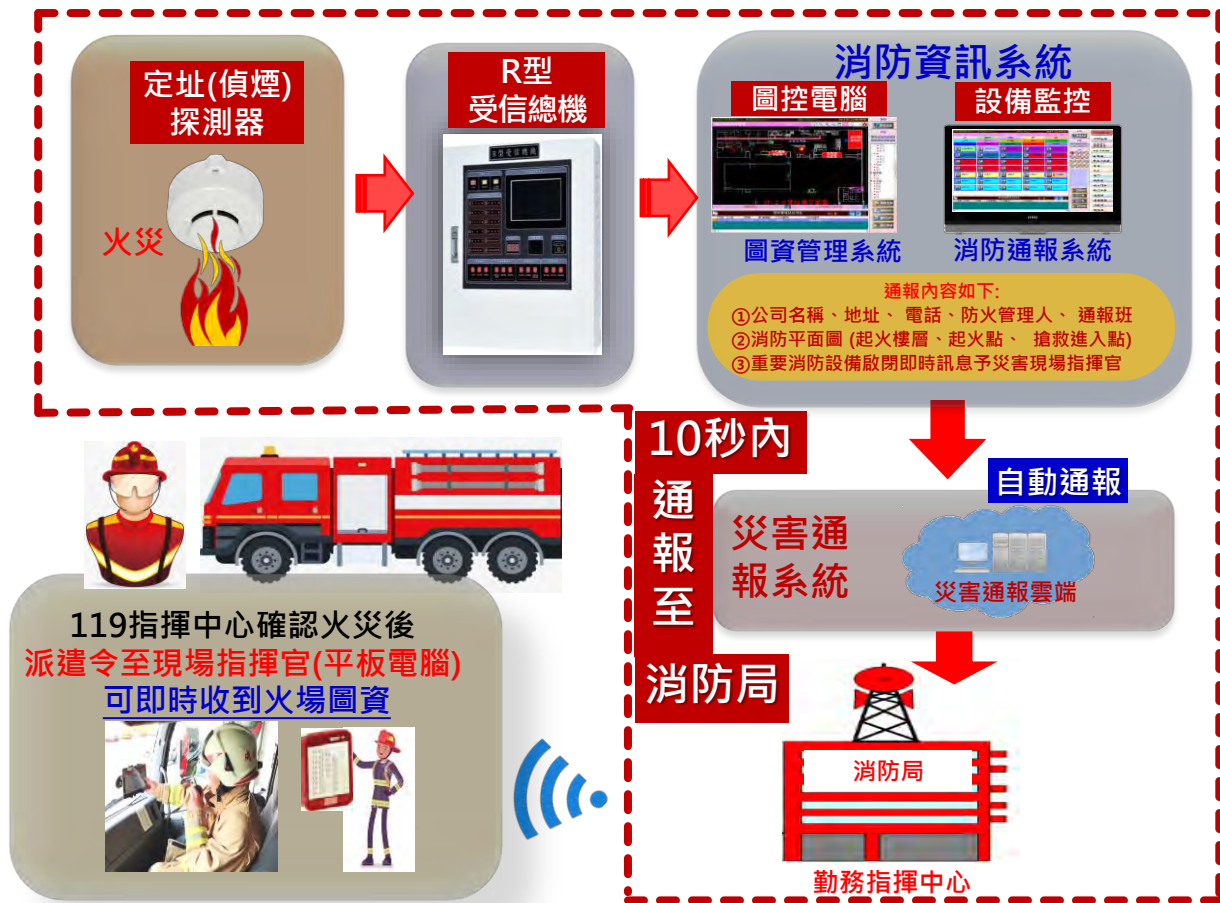 定址(偵煙)
探測器
火災
R型
受信總機
R型受信總機
消防資訊系統
圖控電腦
設備監控
圖資管理系統
消防通報系統
通報內容如下:
①公司名稱、地址、 電話、防火管理人、 通報班
②消防平面圖 (起火樓層、起火點、 搶救進入點)
③重要消防設備啟閉即時訊息予災害現場指揮官
10秒內
通
報
至
消防局
自動通報
災害通
報系統
災害通報雲端
消防局
勤務指揮中心
119指揮中心確認火災後
派遣令至現場指揮官(平板電腦)
可即時收到火場圖資